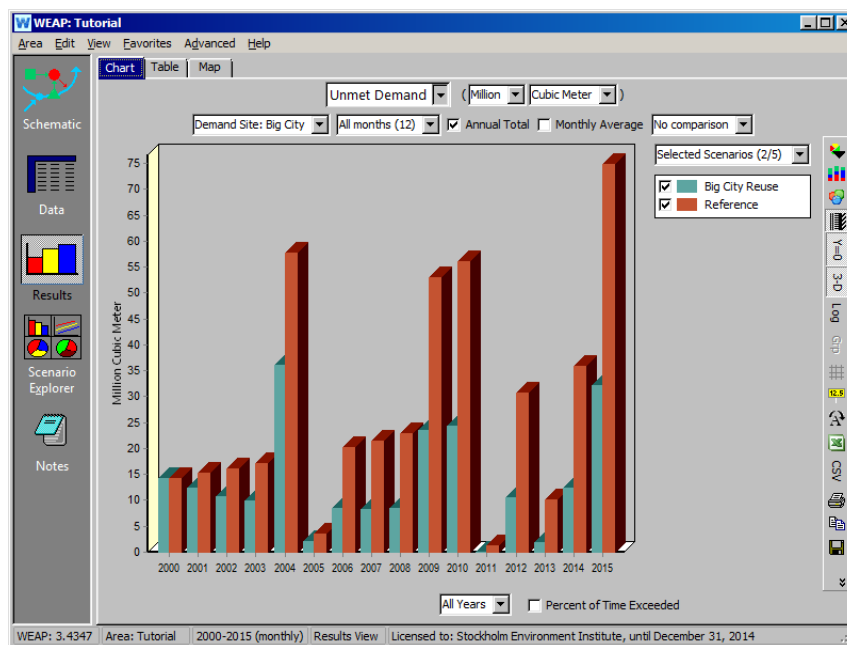 WEAP: Tutorial
Area Edit View Favorites Advanced Help
Chart Table Map
Unmet Demand ( Million Cubic Meter )
Demand Site: Big City All months (12) Annual Total Monthly Average No comparison
Selected Scenarios (2/5)
Big City Reuse
Reference
Schematic
Data
Results
Scenario
Explorer
Notes
Million Cubic Meter
75
70
65
60
55
50
45
40
35
30
25
20
15
10
5
0
2000 2001 2002 2003 2004 2005 2006 2007 2008 2009 2010 2011 2012 2013 2014 2015
Y=0
3-D
Log
Grp
12.5
A
CSV
All Years Percent of Time Exceeded
WEAP: 3.4347 Area: Tutorial 2000-2015 (monthly) Results View Licensed to: Stockholm Environment Institute, until December 31, 2014